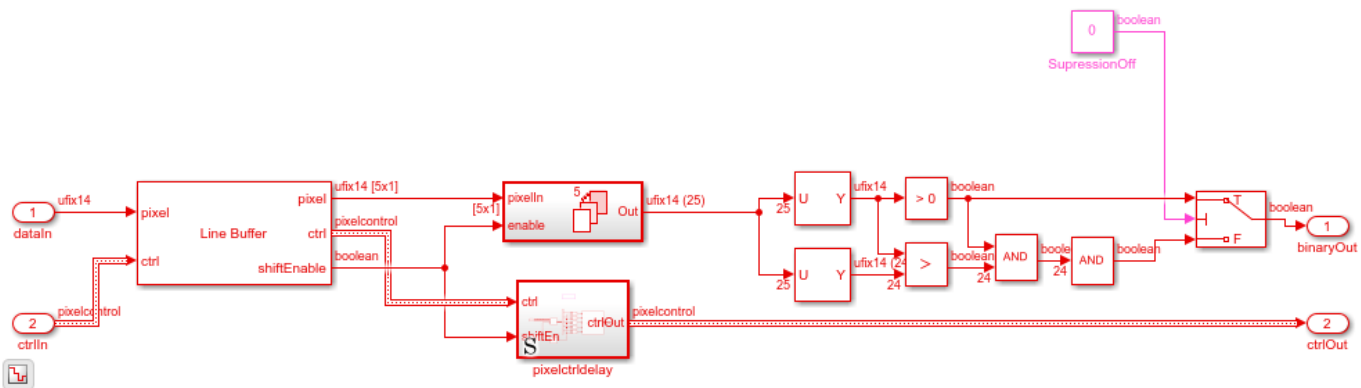 boolean
0
SupressionOff
ufix14
1
dataIn
pixel
ctrl
Line Buffer
pixel
ctrl
shiftEnable
ufix14 [5x1]
pixelcontrol
boolean
[5x1]
pixelIn
enable
5
Out
ufix14 (25)
25
U Y
ufix14
> 0
boolean
25
U Y
ufix14 (24
24
>
boolean
24
AND
24
AND
boolean
T
F
boolean
1
binaryOut
pixelcontrol
2
ctrlIn
ctrl
shiftEn
ctrlOut
S
pixelctrldelay
pixelcontrol
2
ctrlOut